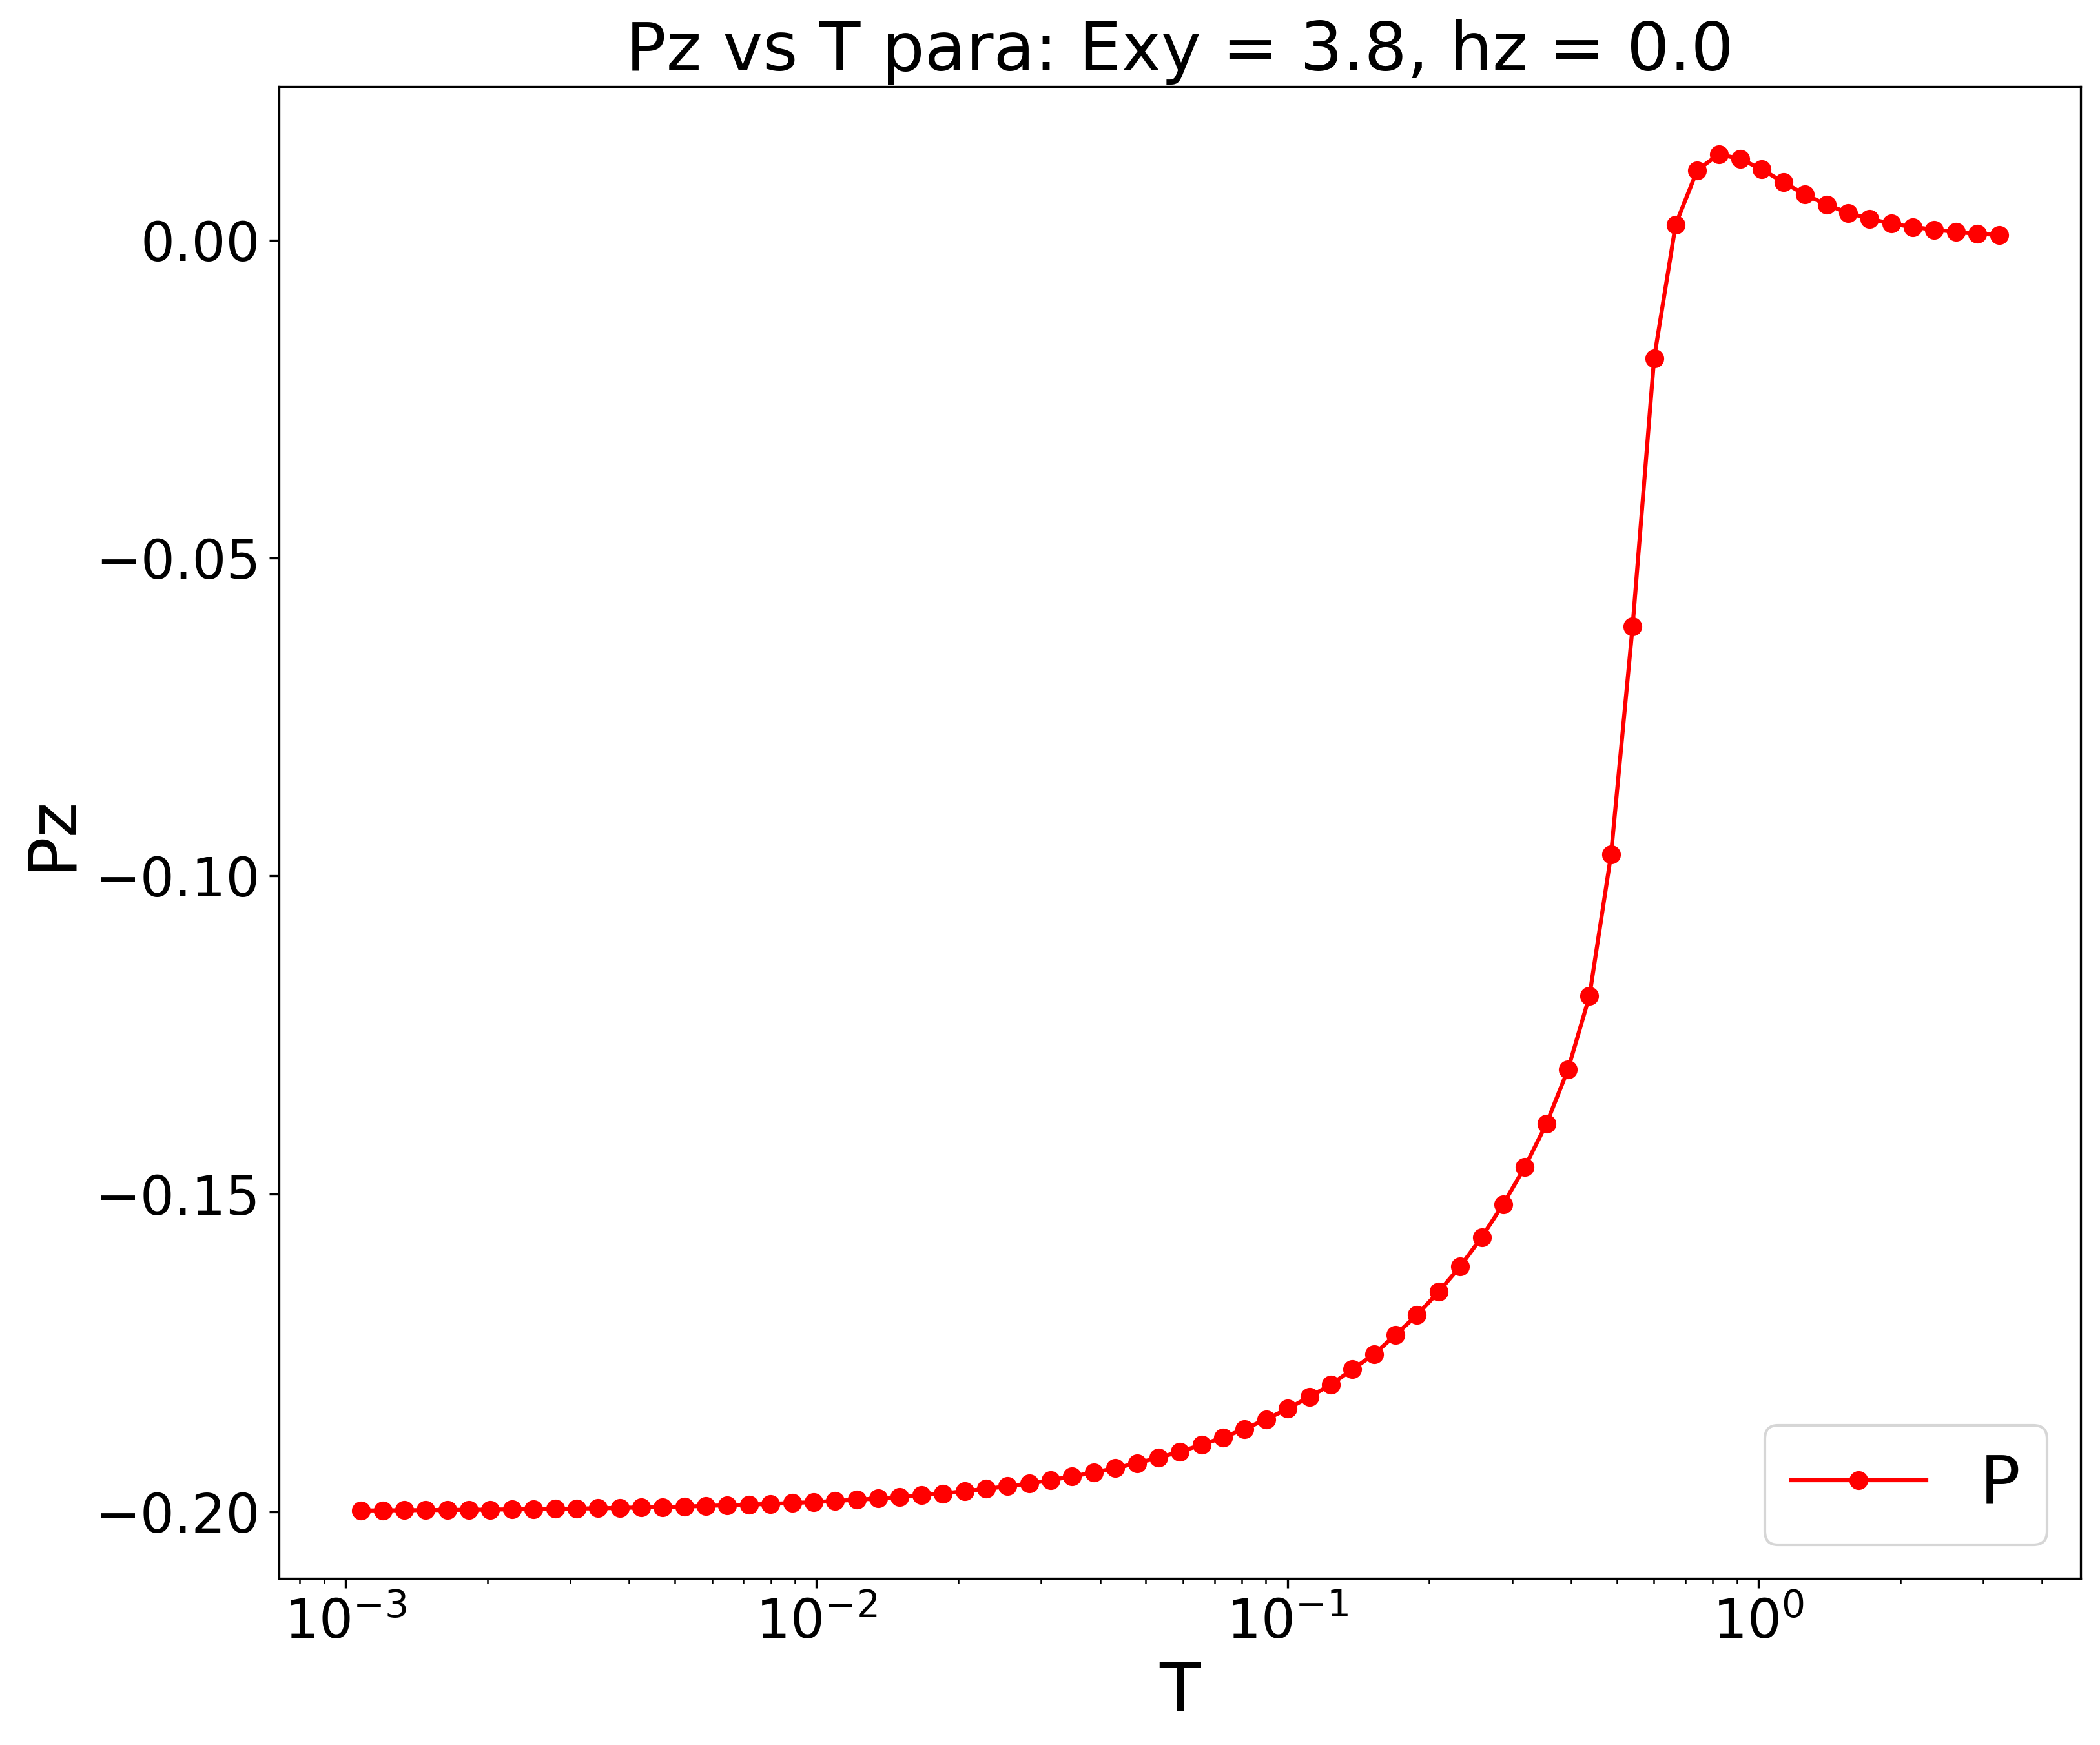 Pz vs T para: Exy = 3.8, hz = 0.0
0.00
−0.05
−0.10
−0.15
−0.20
Pz
10⁻³ 10⁻² 10⁻¹ 10⁰
T
P